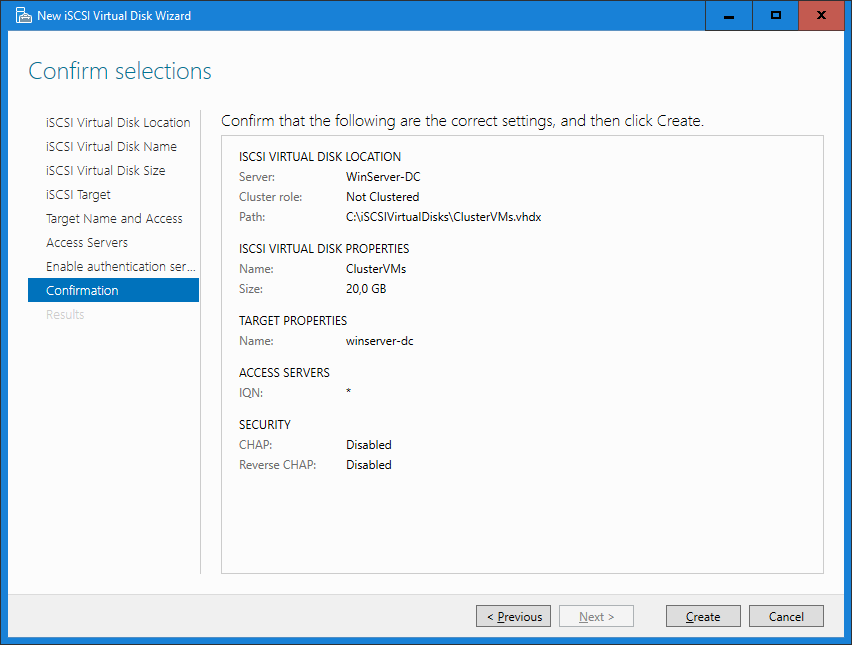 New iSCSI Virtual Disk Wizard
Confirm selections
iSCSI Virtual Disk Location
iSCSI Virtual Disk Name
iSCSI Virtual Disk Size
iSCSI Target
Target Name and Access
Access Servers
Enable authentication ser...
Confirmation
Results
Confirm that the following are the correct settings, and then click Create.
ISCSI VIRTUAL DISK LOCATION
Server: WinServer-DC
Cluster role: Not Clustered
Path: C:\iSCSIVirtualDisks\ClusterVMs.vhdx
ISCSI VIRTUAL DISK PROPERTIES
Name: ClusterVMs
Size: 20,0 GB
TARGET PROPERTIES
Name: winserver-dc
ACCESS SERVERS
IQN: *
SECURITY
CHAP: Disabled
Reverse CHAP: Disabled
< Previous Next > Create Cancel